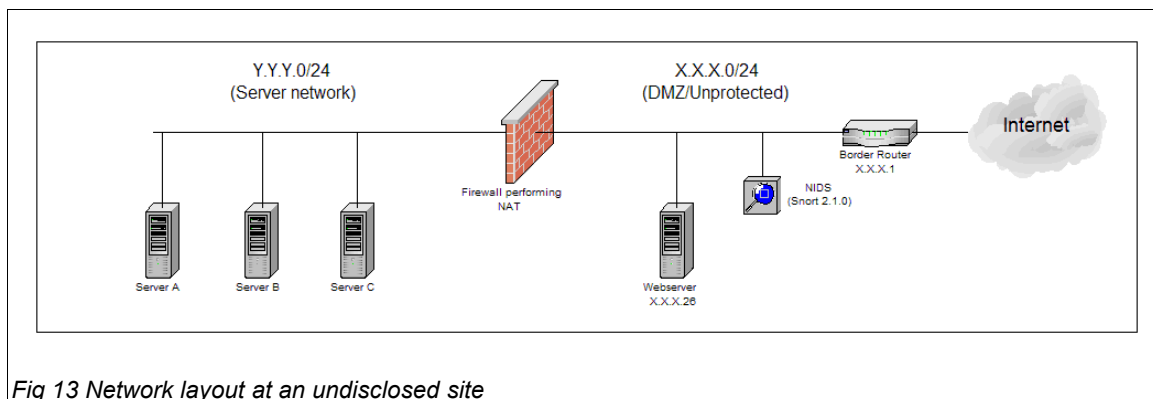 Y.Y.Y.0/24
(Server network)
X.X.X.0/24
(DMZ/Unprotected)
Internet
Border Router
X.X.X.1
Firewall performing
NAT
NIDS
(Snort 2.1.0)
Server A
Server B
Server C
Webserver
X.X.X.26
Fig 13 Network layout at an undisclosed site